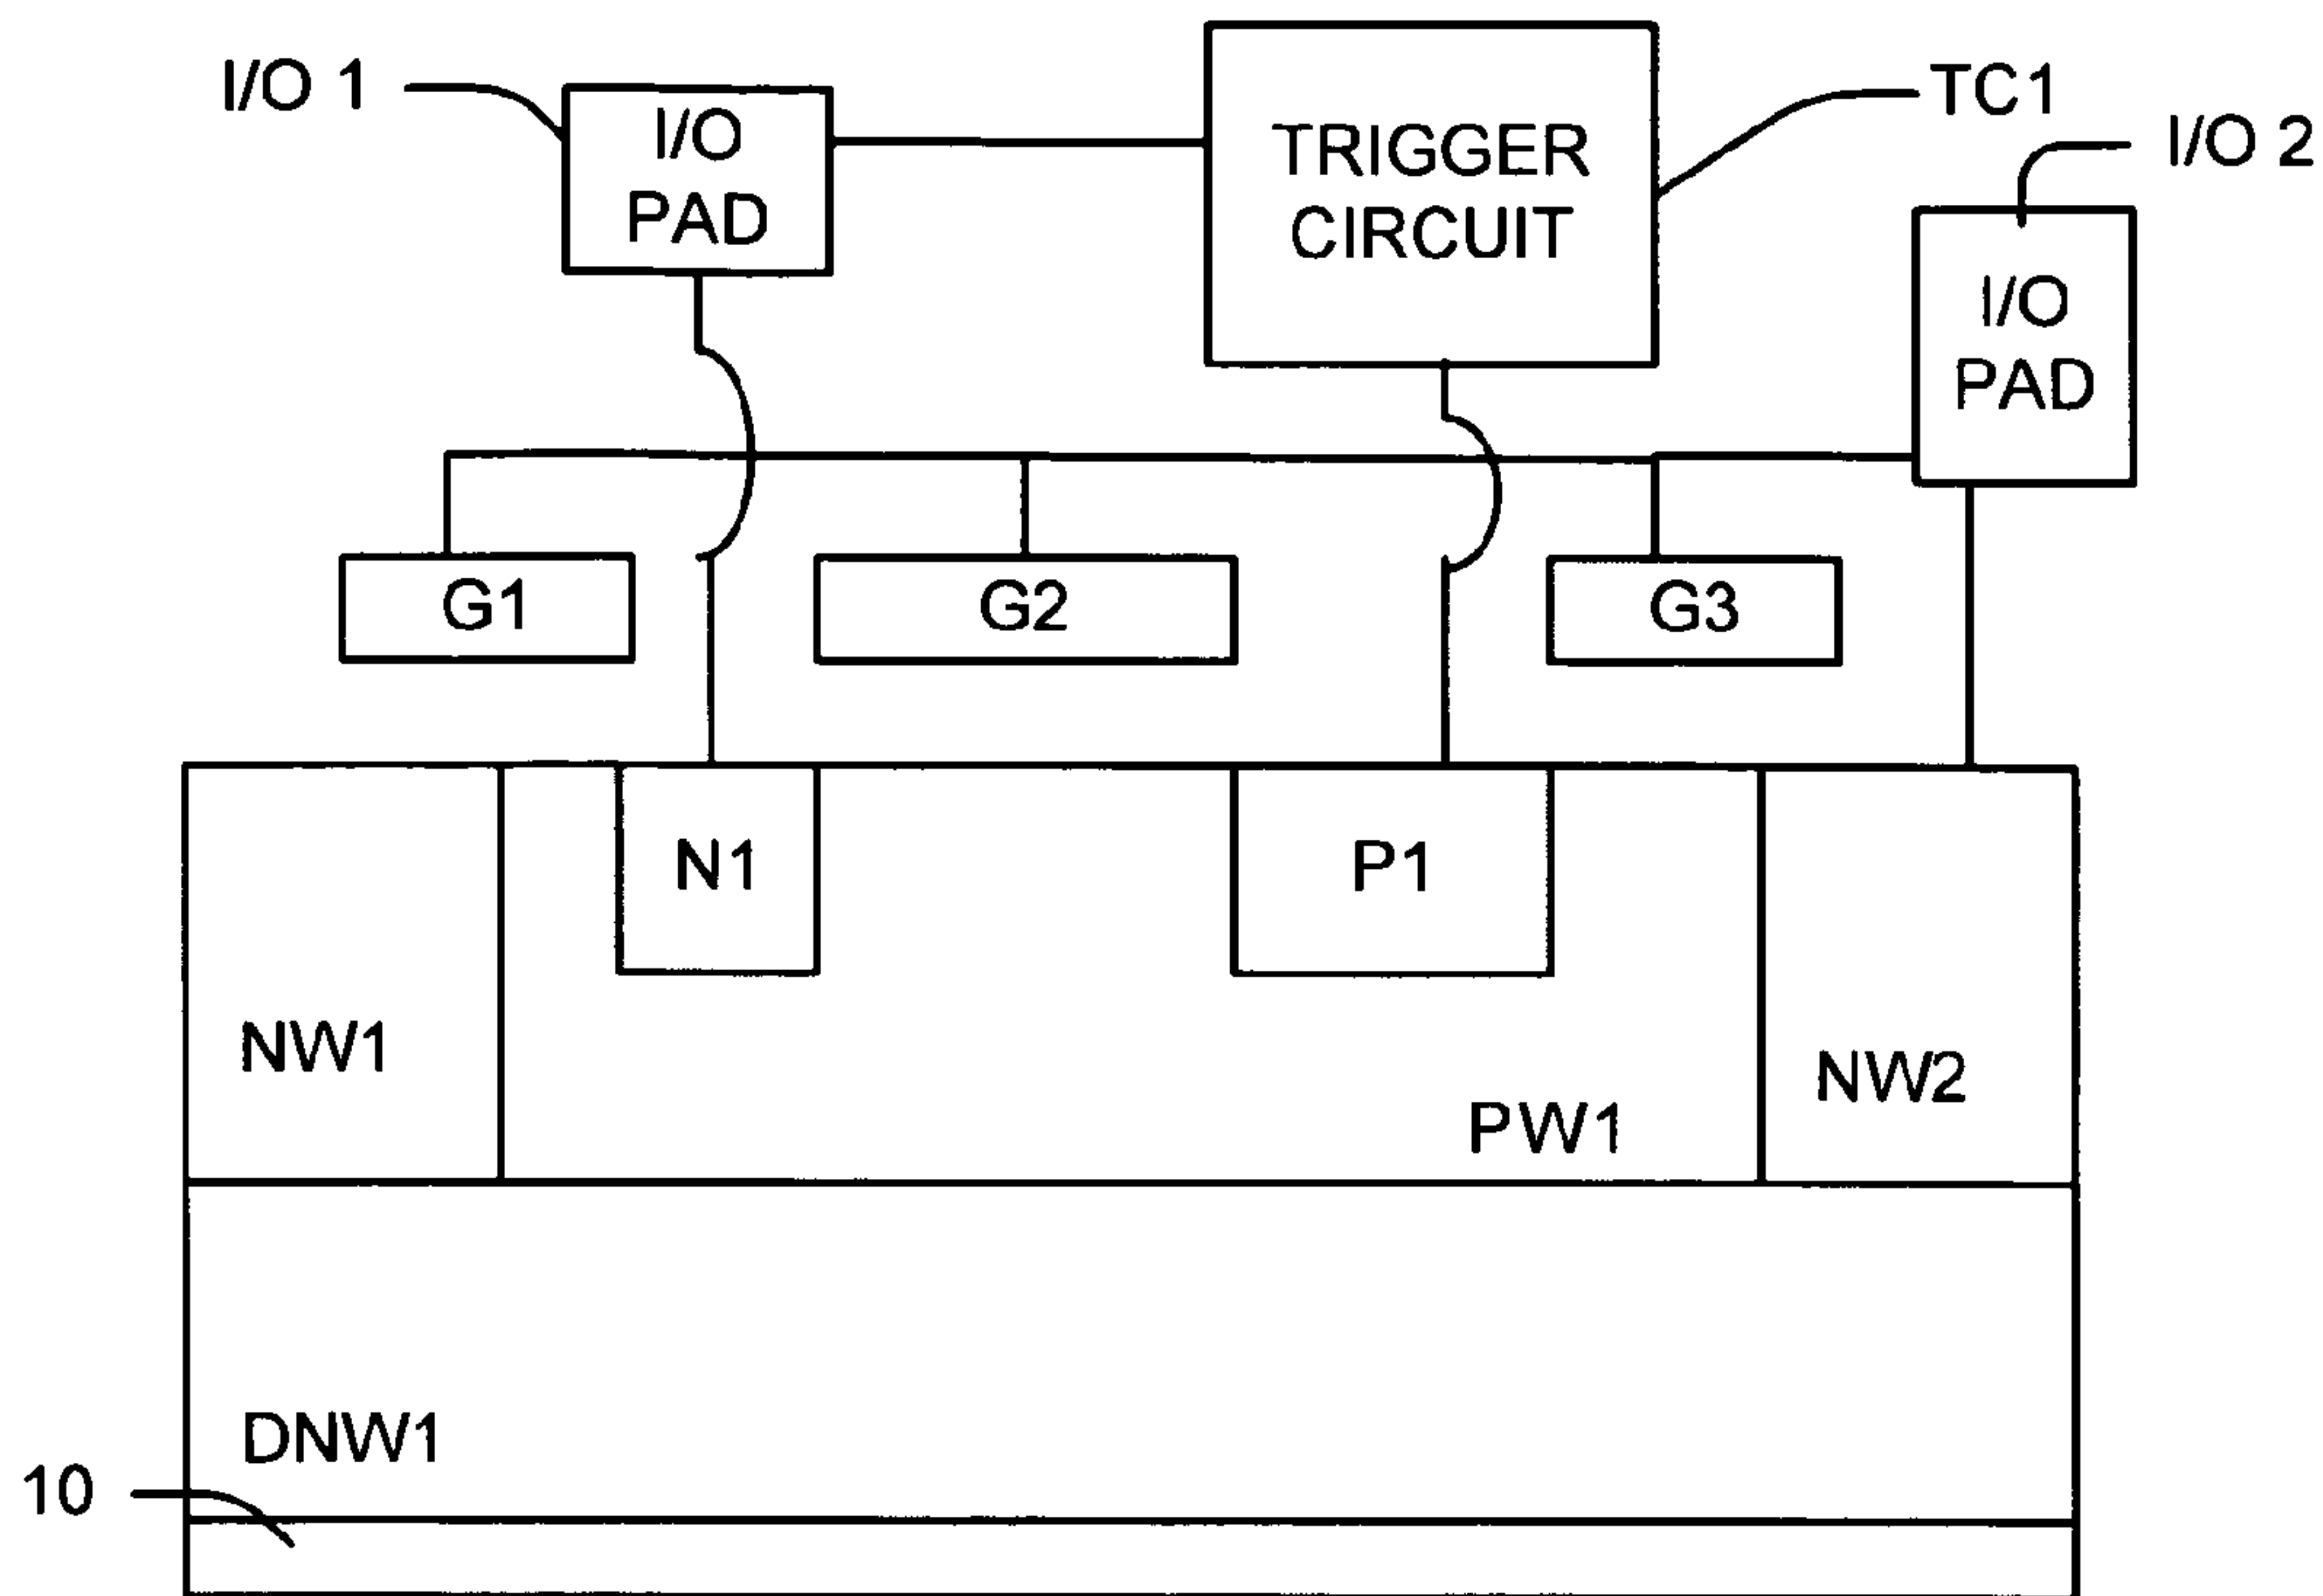 I/O 1
I/O
PAD
TRIGGER
CIRCUIT
TC1
I/O 2
I/O
PAD
G1
G2
G3
N1
P1
NW1
PW1
NW2
DNW1
10